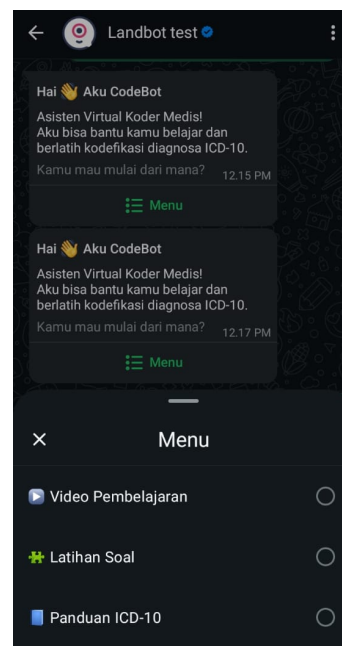 Landbot test
Hai 👋 Aku CodeBot
Asisten Virtual Koder Medis!
Aku bisa bantu kamu belajar dan
berlatih kodefikasi diagnosa ICD-10.
Kamu mau mulai dari mana? 12.15 PM
Menu
Hai 👋 Aku CodeBot
Asisten Virtual Koder Medis!
Aku bisa bantu kamu belajar dan
berlatih kodefikasi diagnosa ICD-10.
Kamu mau mulai dari mana? 12.17 PM
Menu
Menu
Video Pembelajaran
Latihan Soal
Panduan ICD-10